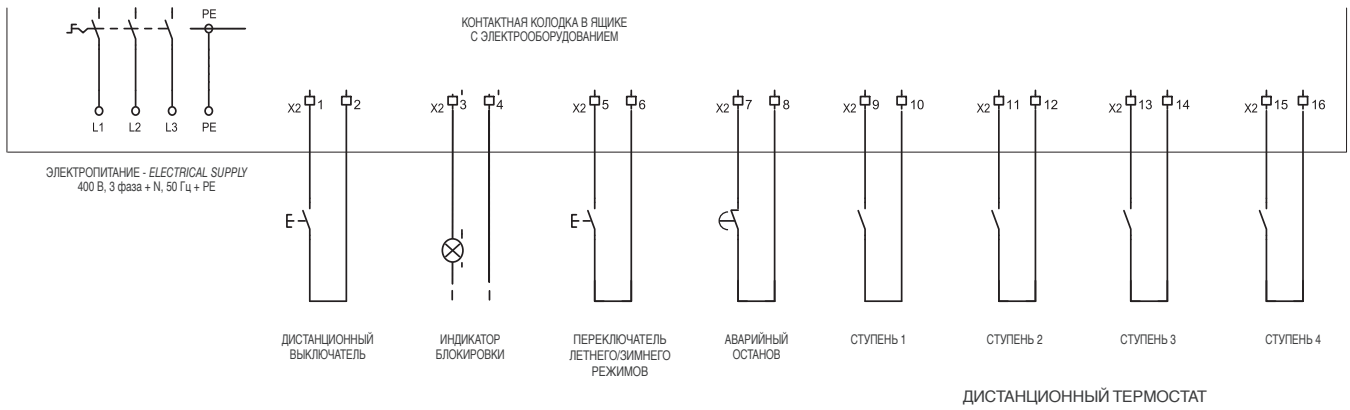 PE
КОНТАКТНАЯ КОЛОДКА В ЯЩИКЕ
С ЭЛЕКТРООБОРУДОВАНИЕМ
X2 1 2 X2 3 4 X2 5 6 X2 7 8 X2 9 10 X2 11 12 X2 13 14 X2 15 16
L1 L2 L3 PE
ЭЛЕКТРОПИТАНИЕ - ELECTRICAL SUPPLY
400 В, 3 фаза + N, 50 Гц + PE
ДИСТАНЦИОННЫЙ
ВЫКЛЮЧАТЕЛЬ
ИНДИКАТОР
БЛОКИРОВКИ
ПЕРЕКЛЮЧАТЕЛЬ
ЛЕТНЕГО/ЗИМНЕГО
РЕЖИМОВ
АВАРИЙНЫЙ
ОСТАНОВ
СТУПЕНЬ 1
СТУПЕНЬ 2
СТУПЕНЬ 3
СТУПЕНЬ 4
ДИСТАНЦИОННЫЙ ТЕРМОСТАТ